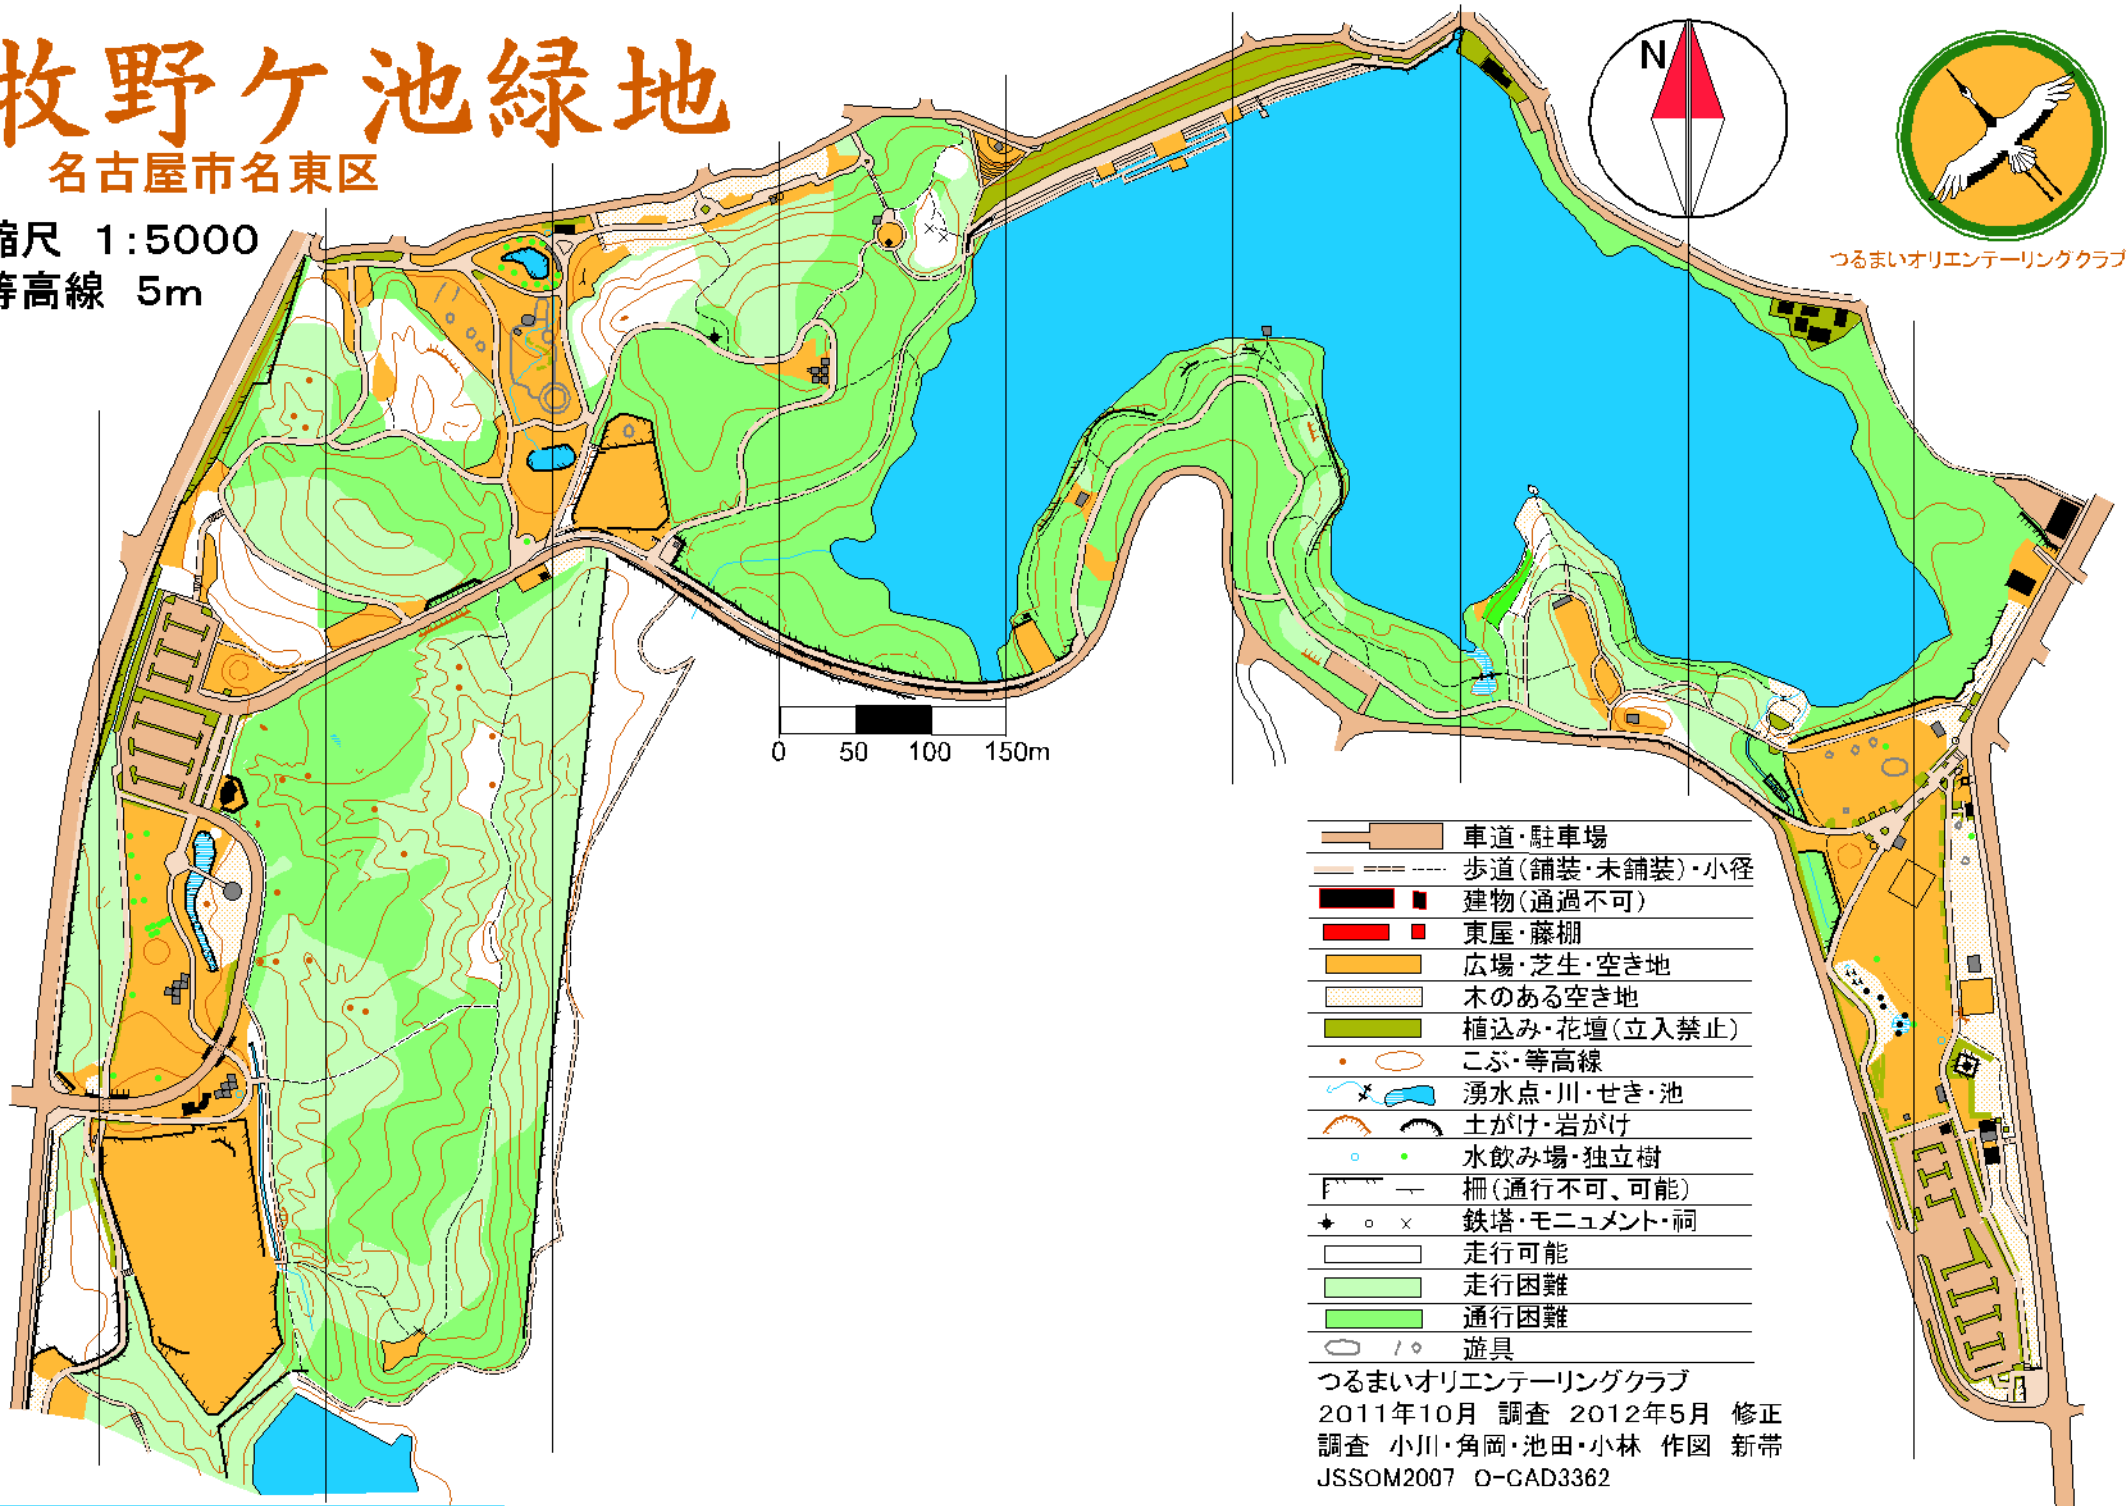 牧野ケ池緑地
名古屋市名東区
縮尺 1:5000
等高線 5m
N
つるまいオリエンテーリングクラブ
0 50 100 150m
車道・駐車場
歩道(舗装・未舗装)・小径
建物(通過不可)
東屋・藤棚
広場・芝生・空き地
木のある空き地
植込み・花壇(立入禁止)
こぶ・等高線
湧水点・川・せき・池
土がけ・岩がけ
水飲み場・独立樹
柵(通行不可、可能)
鉄塔・モニュメント・祠
走行可能
走行困難
通行困難
遊具
つるまいオリエンテーリングクラブ
2011年10月 調査 2012年5月 修正
調査 小川・角岡・池田・小林 作図 新帯
JSSOM2007 O-CAD3362